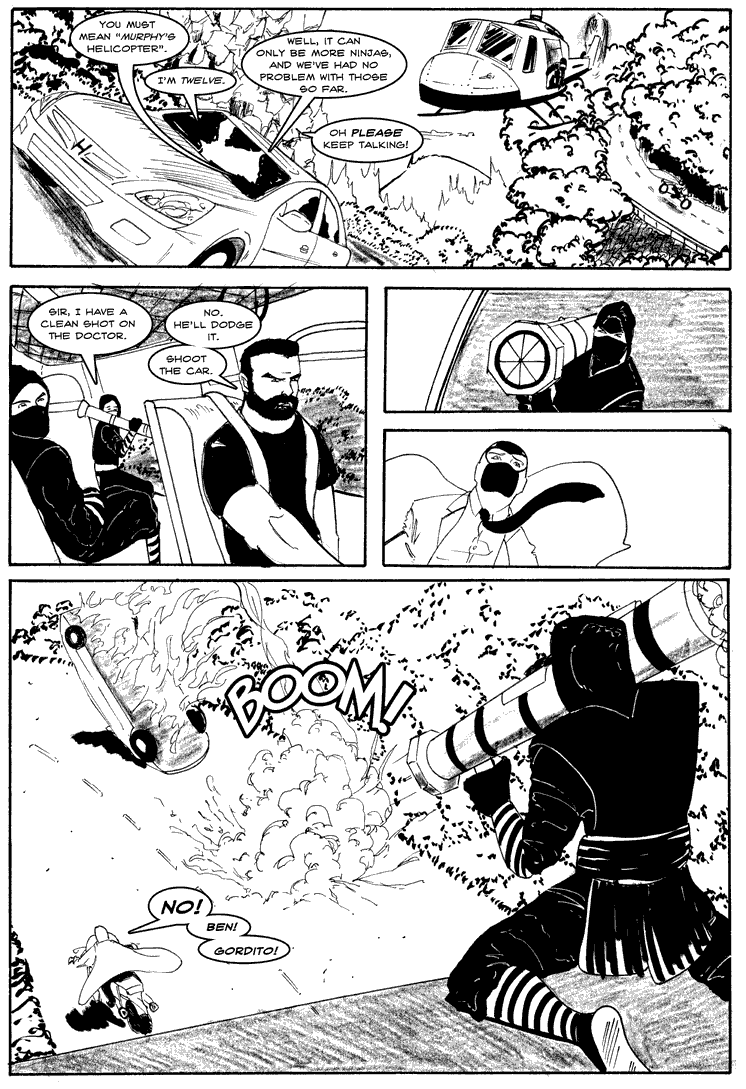 YOU MUST
MEAN "MURPHY'S
HELICOPTER".
I'M TWELVE.
WELL, IT CAN
ONLY BE MORE NINJAS,
AND WE'VE HAD NO
PROBLEM WITH THOSE
SO FAR.
OH PLEASE
KEEP TALKING!
H
SIR, I HAVE A
CLEAN SHOT ON
THE DOCTOR.
NO.
HE'LL DODGE
IT.
SHOOT
THE CAR.
BOOM!
NO!
BEN!
GORDITO!